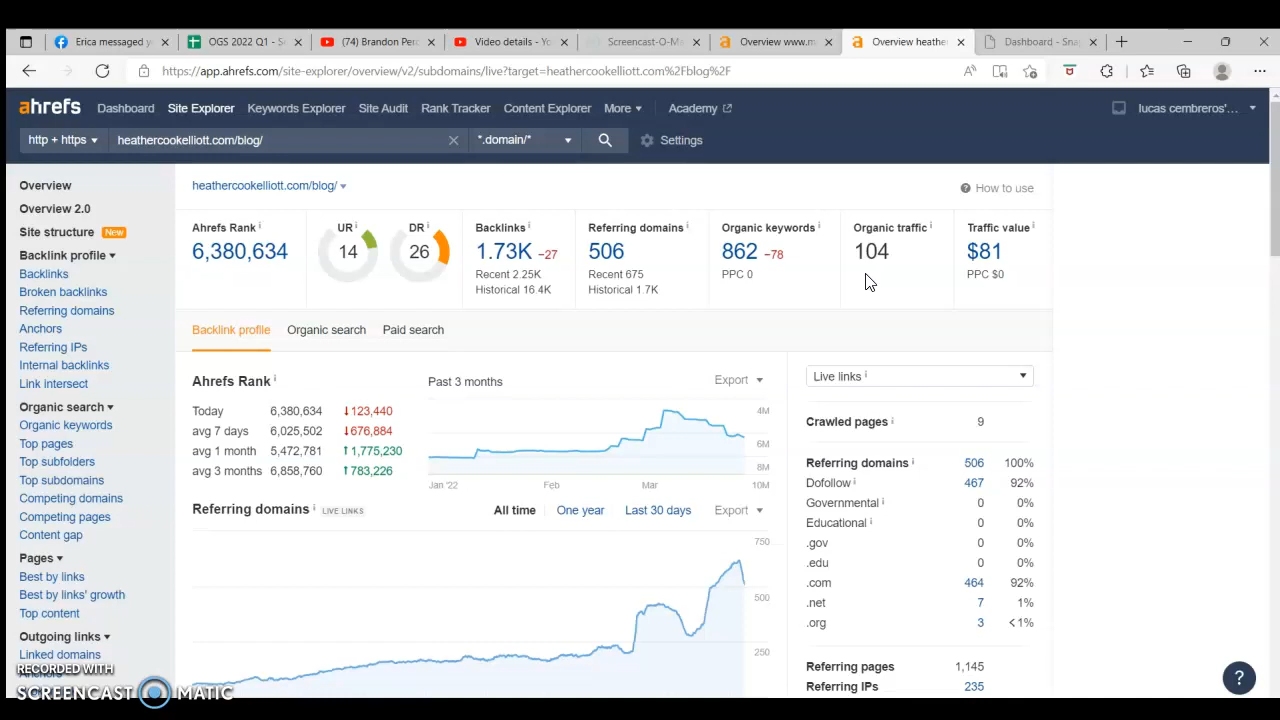 Erica messaged y
OGS 2022 Q1 - S
(74) Brandon Perc
Video details - Yo
Screencast-O-Ma
Overview www.m
Overview heathe
Dashboard - Snap
https://app.ahrefs.com/site-explorer/overview/v2/subdomains/live?target=heathercookelliott.com%2Fblog%2F
ahrefs Dashboard Site Explorer Keywords Explorer Site Audit Rank Tracker Content Explorer More Academy lucas cembreros'...
http + https heathercookelliott.com/blog/ *.domain/* Settings
Overview
Overview 2.0
Site structure New
Backlink profile
Backlinks
Broken backlinks
Referring domains
Anchors
Referring IPs
Internal backlinks
Link intersect
Organic search
Organic keywords
Top pages
Top subfolders
Top subdomains
Competing domains
Competing pages
Content gap
Pages
Best by links
Best by links' growth
Top content
Outgoing links
Linked domains
heathercookelliott.com/blog/ How to use
Ahrefs Rank
6,380,634
UR
14
DR
26
Backlinks
1.73K -27
Recent 2.25K
Historical 16.4K
Referring domains
506
Recent 675
Historical 1.7K
Organic keywords
862 -78
PPC 0
Organic traffic
104
Traffic value
$81
PPC $0
Backlink profile Organic search Paid search
Ahrefs Rank
Today 6,380,634 ↓123,440
avg 7 days 6,025,502 ↓676,884
avg 1 month 5,472,781 ↑1,775,230
avg 3 months 6,858,760 ↑783,226
Past 3 months Export
4M
6M
8M
10M
Jan '22 Feb Mar
Referring domains LIVE LINKS All time One year Last 30 days Export
750
500
250
Live links
Crawled pages 9
Referring domains 506 100%
Dofollow 467 92%
Governmental 0 0%
Educational 0 0%
.gov 0 0%
.edu 0 0%
.com 464 92%
.net 7 1%
.org 3 <1%
Referring pages 1,145
Referring IPs 235
?
RECORDED WITH
SCREENCAST MATIC